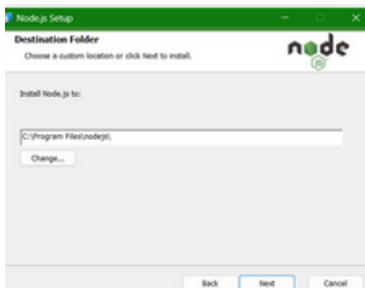 Node.js Setup
Destination Folder
Choose a custom location or click Next to install.
node
JS
Install Node.js to:
C:\Program Files\nodejs\
Change...
Back
Next
Cancel